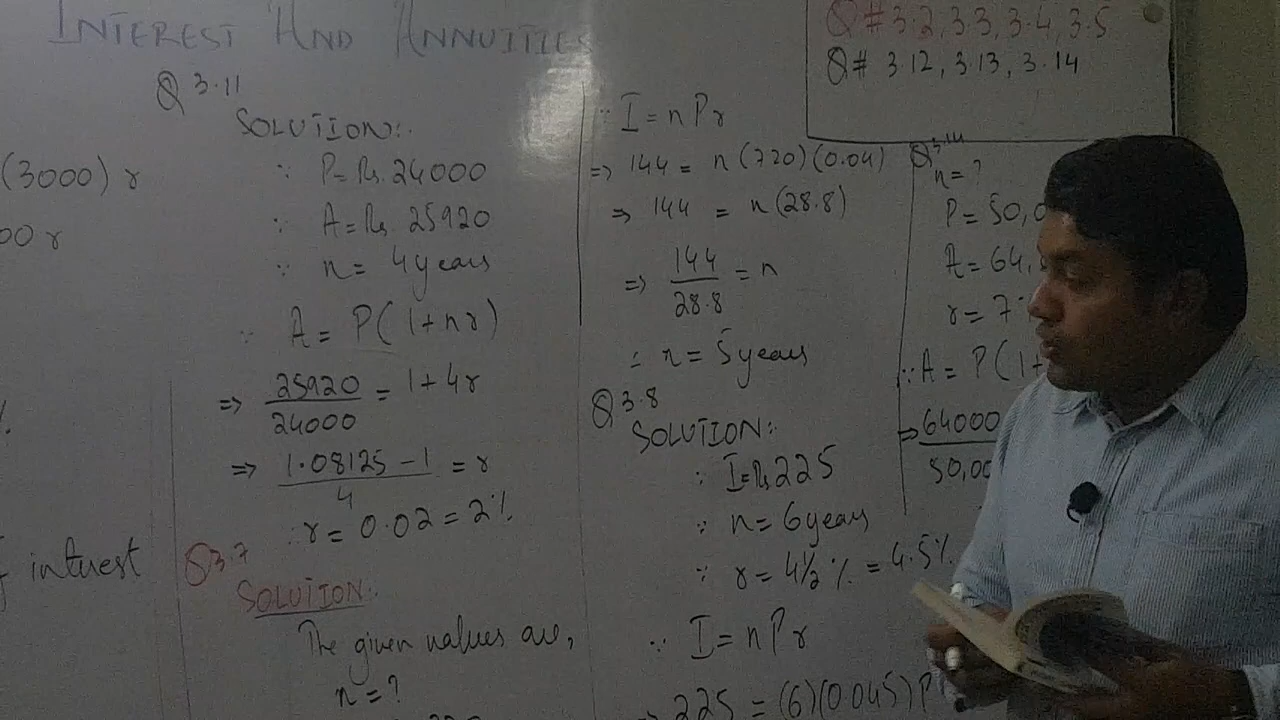 INTEREST AND ANNUITIES
Q # 3.2, 3.3, 3.4, 3.5
Q# 3.12, 3.13, 3.14
(3000) r
00 r
%
interest
Q 3.11
SOLUTION:-
∵ P= Rs. 24000
∵ A= Rs. 25920
∵ n= 4 years
∵ A = P(1+nr)
=> 25920/24000 = 1+4r
=> 1.08125 - 1/4 = r
∴ r = 0.02 = 2%
Q 3.7
SOLUTION:-
The given values are,
n = ?
∵ I = n P r
=> 144 = n (720) (0.04)
=> 144 = n (28.8)
=> 144/28.8 = n
∴ n = 5 years
Q 3.8
SOLUTION:-
∵ I = Rs. 225
∵ n = 6 years
∵ r = 4½ % = 4.5%
∵ I = n P r
=> 225 = (6)(0.045) P
Q 3.14
n = ?
P = 50,0
A = 64,
r = 7
∵ A = P (1+
=> 64000
50,00